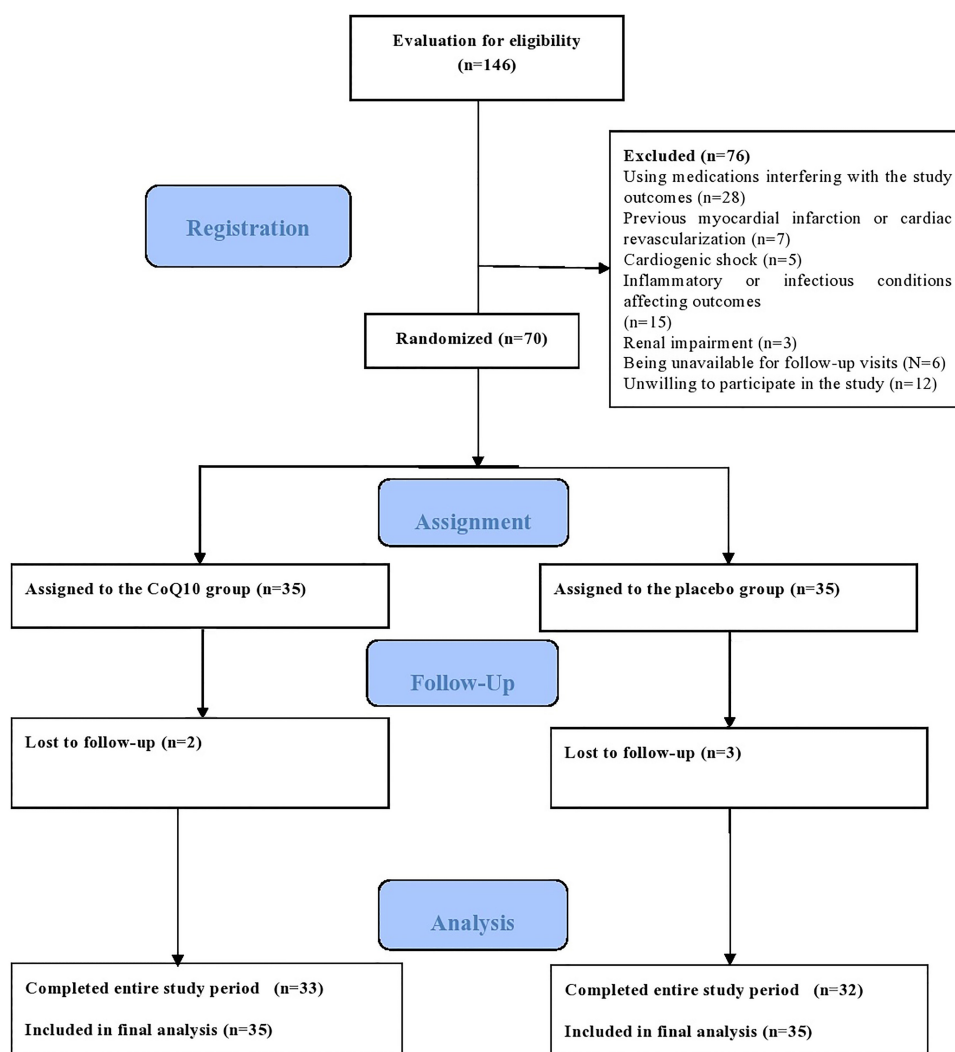 Evaluation for eligibility
(n=146)
Excluded (n=76)
Using medications interfering with the study
outcomes (n=28)
Previous myocardial infarction or cardiac
revascularization (n=7)
Cardiogenic shock (n=5)
Inflammatory or infectious conditions
affecting outcomes
(n=15)
Renal impairment (n=3)
Being unavailable for follow-up visits (N=6)
Unwilling to participate in the study (n=12)
Registration
Randomized (n=70)
Assignment
Assigned to the CoQ10 group (n=35)
Assigned to the placebo group (n=35)
Follow-Up
Lost to follow-up (n=2)
Lost to follow-up (n=3)
Analysis
Completed entire study period (n=33)
Included in final analysis (n=35)
Completed entire study period (n=32)
Included in final analysis (n=35)